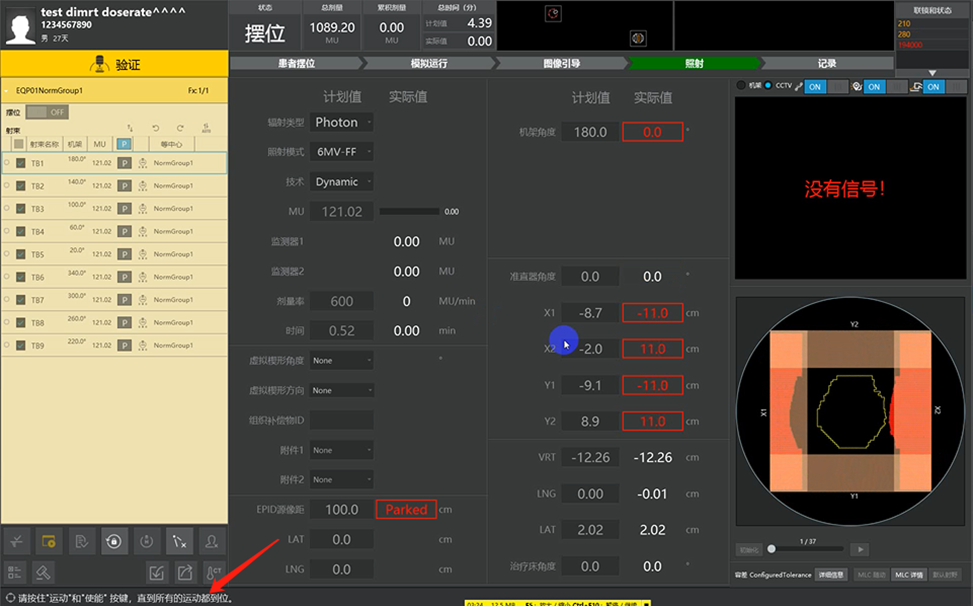 test dimrt doserate^^^^
1234567890
男 27天
状态
摆位
总剂量
1089.20
MU
累积剂量
0.00
MU
总时间（分）
计划值 4.39
实际值 0.00
联锁和状态
210
280
194000
验证
患者摆位
模拟运行
图像引导
照射
记录
EQP01NormGroup1 Fx: 1/1
摆位 OFF
射束
射束名称 机架 MU P 等中心
TB1 180.0° 121.02 P NormGroup1
TB2 140.0° 121.02 P NormGroup1
TB3 100.0° 121.02 P NormGroup1
TB4 60.0° 121.02 P NormGroup1
TB5 20.0° 121.02 P NormGroup1
TB6 340.0° 121.02 P NormGroup1
TB7 300.0° 121.02 P NormGroup1
TB8 260.0° 121.02 P NormGroup1
TB9 220.0° 121.02 P NormGroup1
计划值 实际值
辐射类型 Photon
照射模式 6MV-FF
技术 Dynamic
MU 121.02 0.00
监测器1 0.00 MU
监测器2 0.00 MU
剂量率 600 0 MU/min
时间 0.52 0.00 min
虚拟楔形角度 None °
虚拟楔形方向 None
组织补偿物ID
附件1 None
附件2 None
EPID源像距 100.0 Parked cm
LAT 0.0 cm
LNG 0.0 cm
计划值 实际值
机架角度 180.0 0.0 °
准直器角度 0.0 0.0 °
X1 -8.7 -11.0 cm
X2 -2.0 11.0 cm
Y1 -9.1 -11.0 cm
Y2 8.9 11.0 cm
VRT -12.26 -12.26 cm
LNG 0.00 -0.01 cm
LAT 2.02 2.02 cm
治疗床角度 0.0 0.0 °
机架 CCTV ON ON ON
没有信号！
Y2
X1
X2
Y1
初始化 1 / 37
容差 ConfiguredTolerance 详细信息 MLC 跟随 MLC 详情
请按住"运动"和"使能" 按键，直到所有的运动都到位。